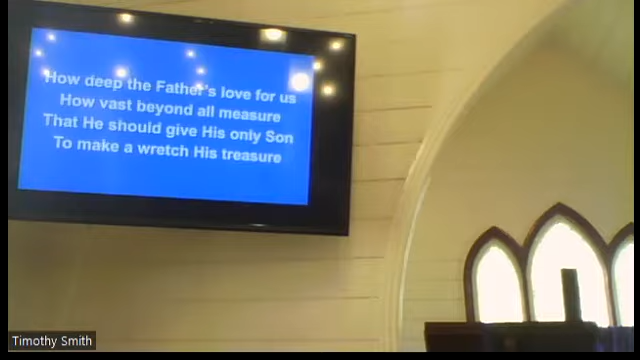 How deep the Father's love for us
How vast beyond all measure
That He should give His only Son
To make a wretch His treasure
Timothy Smith